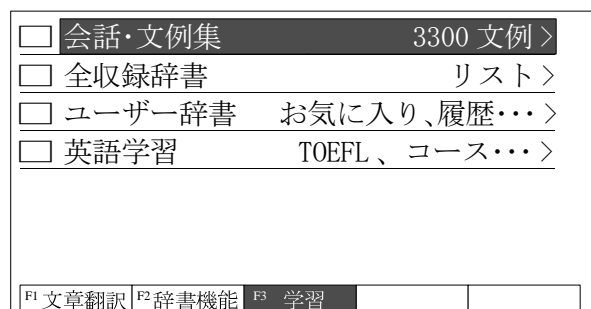 会話・文例集 3300 文例 >
全収録辞書 リスト >
ユーザー辞書 お気に入り、履歴・・・ >
英語学習 TOEFL 、 コース・・・ >
F1 文章翻訳 F2 辞書機能 F3 学習